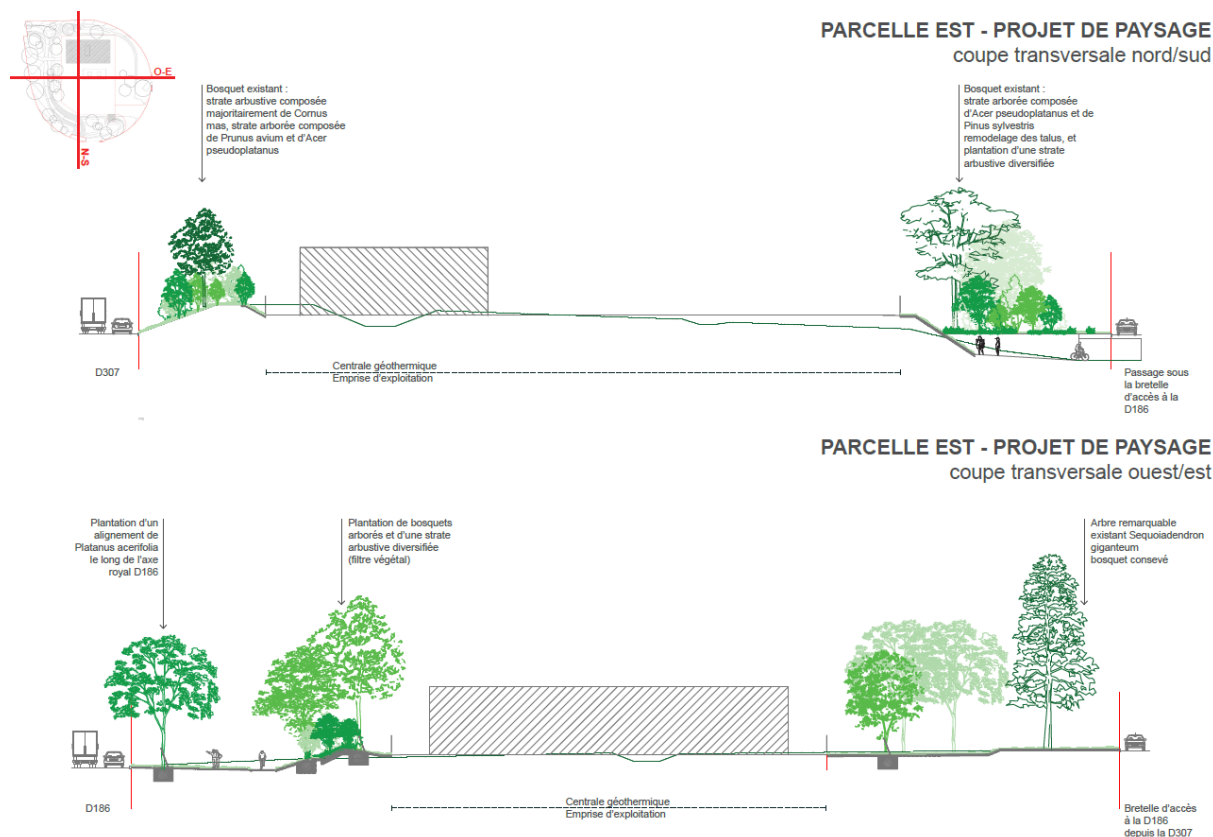 PARCELLE EST - PROJET DE PAYSAGE
coupe transversale nord/sud
O-E
N-S
Bosquet existant :
strate arbustive composée
majoritairement de Cornus
mas, strate arborée composée
de Prunus avium et d'Acer
pseudoplatanus
Bosquet existant :
strate arborée composée
d'Acer pseudoplatanus et de
Pinus sylvestris
remodelage des talus, et
plantation d'une strate
arbustive diversifiée
D307
Centrale géothermique
Emprise d'exploitation
Passage sous
la bretelle
d'accès à la
D186
PARCELLE EST - PROJET DE PAYSAGE
coupe transversale ouest/est
Plantation d'un
alignement de
Platanus acerifolia
le long de l'axe
royal D186
Plantation de bosquets
arborés et d'une strate
arbustive diversifiée
(filtre végétal)
Arbre remarquable
existant Sequoiadendron
giganteum
bosquet consevé
D186
Centrale géothermique
Emprise d'exploitation
Bretelle d'accès
à la D186
depuis la D307